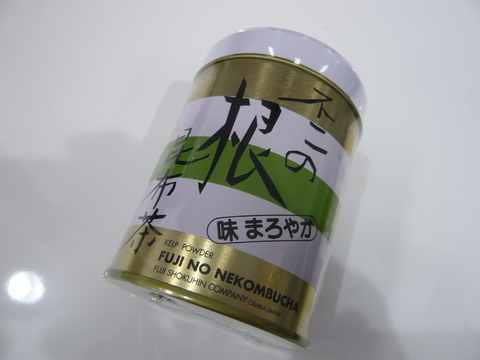 不二の
根
昆布茶
味 まろやか
KELP POWDER
FUJI NO NEKOMBUCHA
FUJI SHOKUHIN COMPANY OSAKA JAPAN